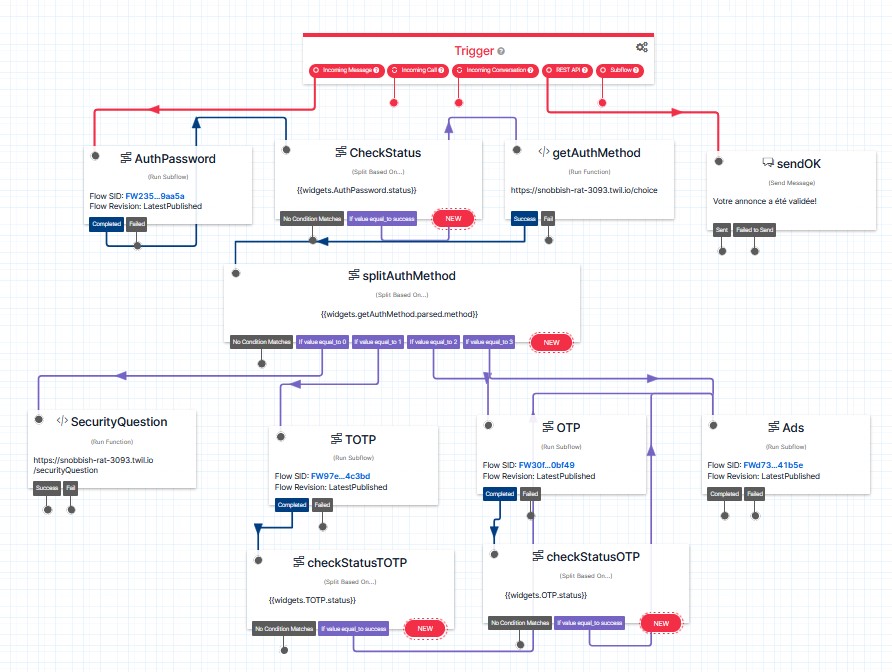 Trigger
Incoming Message
Incoming Call
Incoming Conversation
REST API
Subflow
AuthPassword
(Run Subflow)
Flow SID: FW235...9aa5a
Flow Revision: LatestPublished
Completed
Failed
CheckStatus
(Split Based On...)
{{widgets.AuthPassword.status}}
No Condition Matches
If value equal_to success
NEW
</> getAuthMethod
(Run Function)
https://snobbish-rat-3093.twil.io/choice
Success
Fail
sendOK
(Send Message)
Votre annonce a été validée!
Sent
Failed to Send
splitAuthMethod
(Split Based On...)
{{widgets.getAuthMethod.parsed.method}}
No Condition Matches
If value equal_to 0
If value equal_to 1
If value equal_to 2
If value equal_to 3
NEW
</> SecurityQuestion
(Run Function)
https://snobbish-rat-3093.twil.io
/securityQuestion
Success
Fail
TOTP
(Run Subflow)
Flow SID: FW97e...4c3bd
Flow Revision: LatestPublished
Completed
Failed
OTP
(Run Subflow)
Flow SID: FW30f...0bf49
Flow Revision: LatestPublished
Completed
Failed
Ads
(Run Subflow)
Flow SID: FWd73...41b5e
Flow Revision: LatestPublished
Completed
Failed
checkStatusTOTP
(Split Based On...)
{{widgets.TOTP.status}}
No Condition Matches
If value equal_to success
NEW
checkStatusOTP
(Split Based On...)
{{widgets.OTP.status}}
No Condition Matches
If value equal_to success
NEW